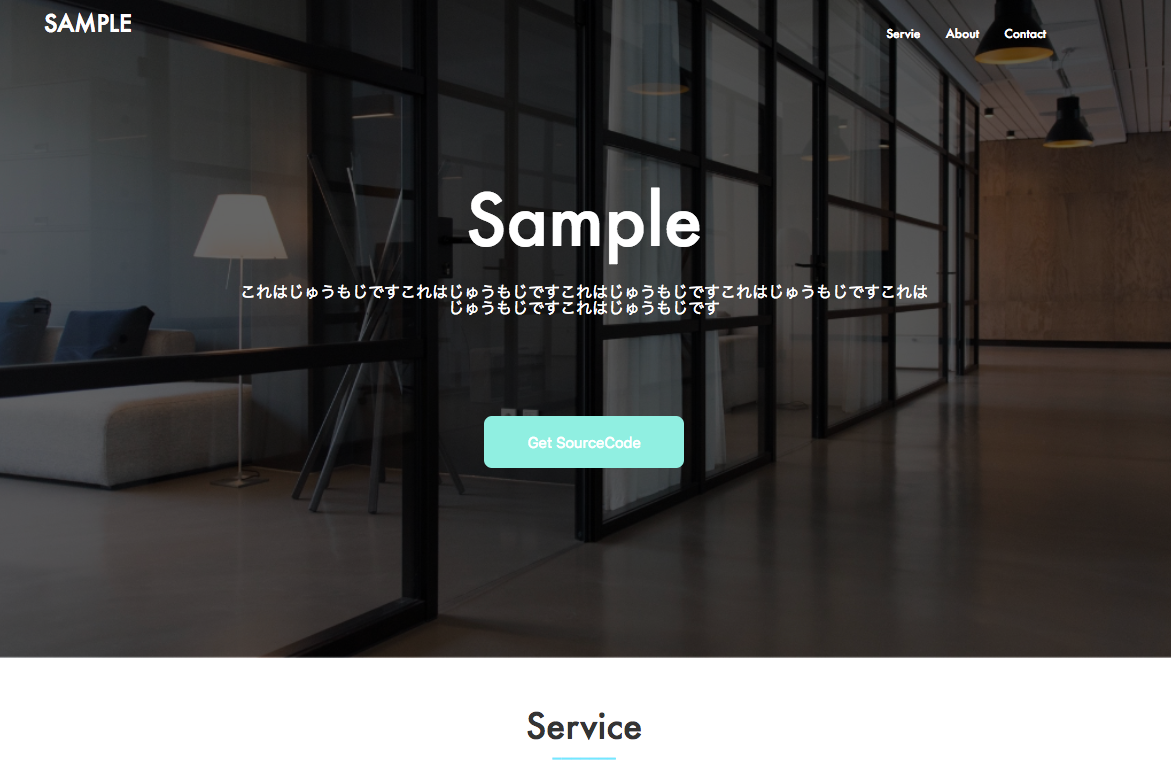 SAMPLE
Servie
About
Contact
Sample
これはじゅうもじですこれはじゅうもじですこれはじゅうもじですこれはじゅうもじですこれは
じゅうもじですこれはじゅうもじです
Get SourceCode
Service